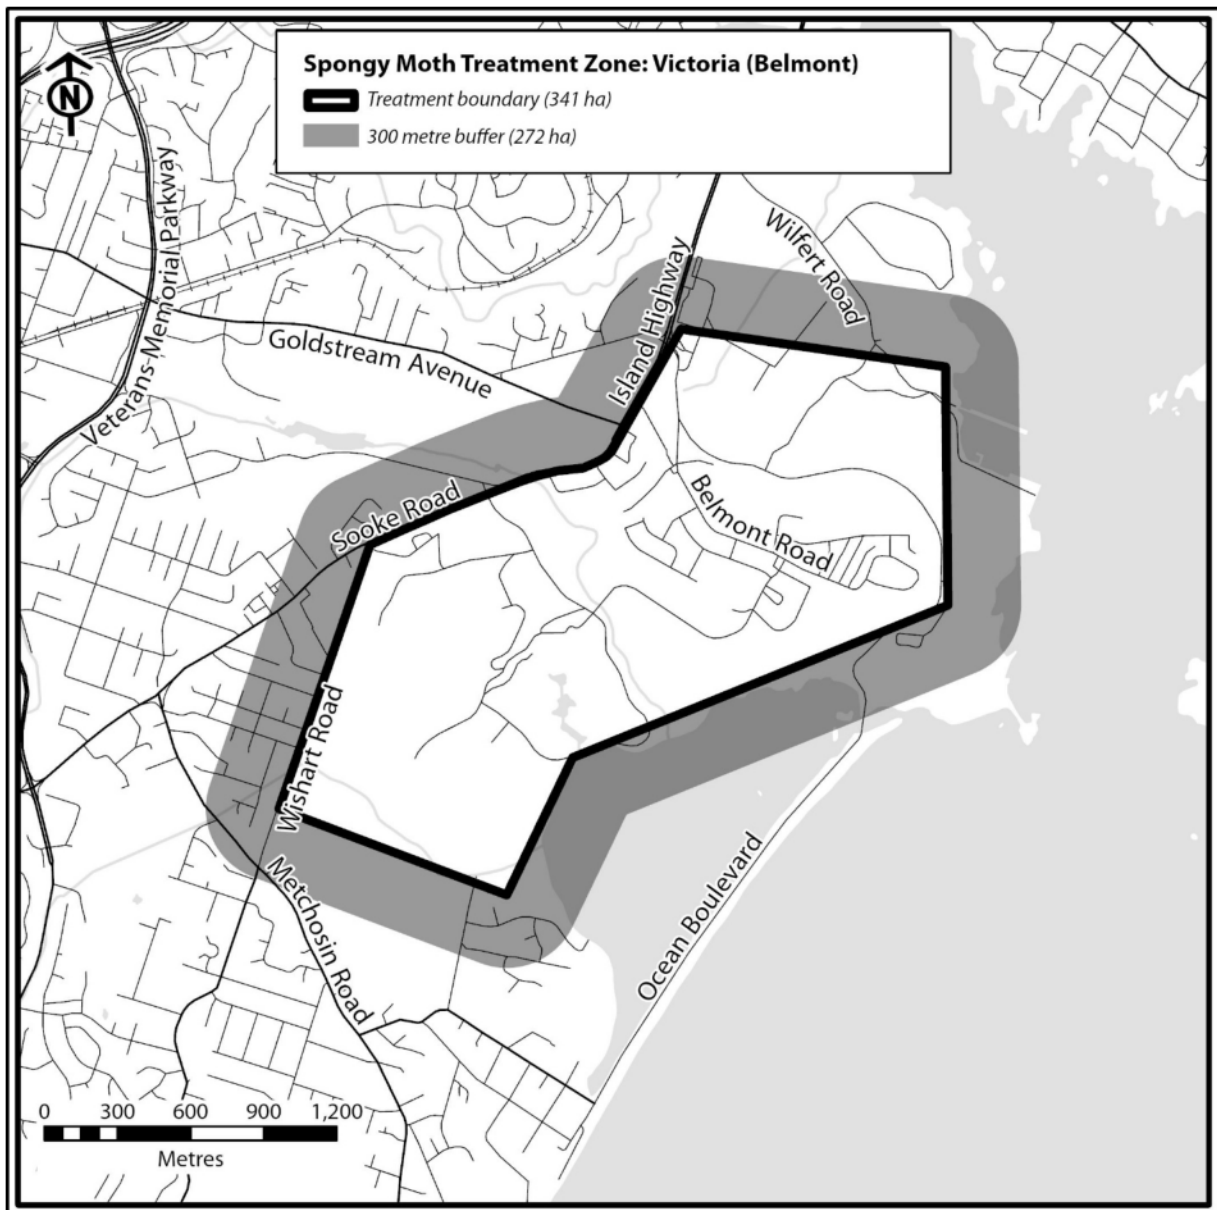 Spongy Moth Treatment Zone: Victoria (Belmont)
Treatment boundary (341 ha)
300 metre buffer (272 ha)
N
Veterans Memorial Parkway
Wilfert Road
Island Highway
Goldstream Avenue
Sooke Road
Belmont Road
Wishart Road
Metchosin Road
Ocean Boulevard
0 300 600 900 1,200
Metres